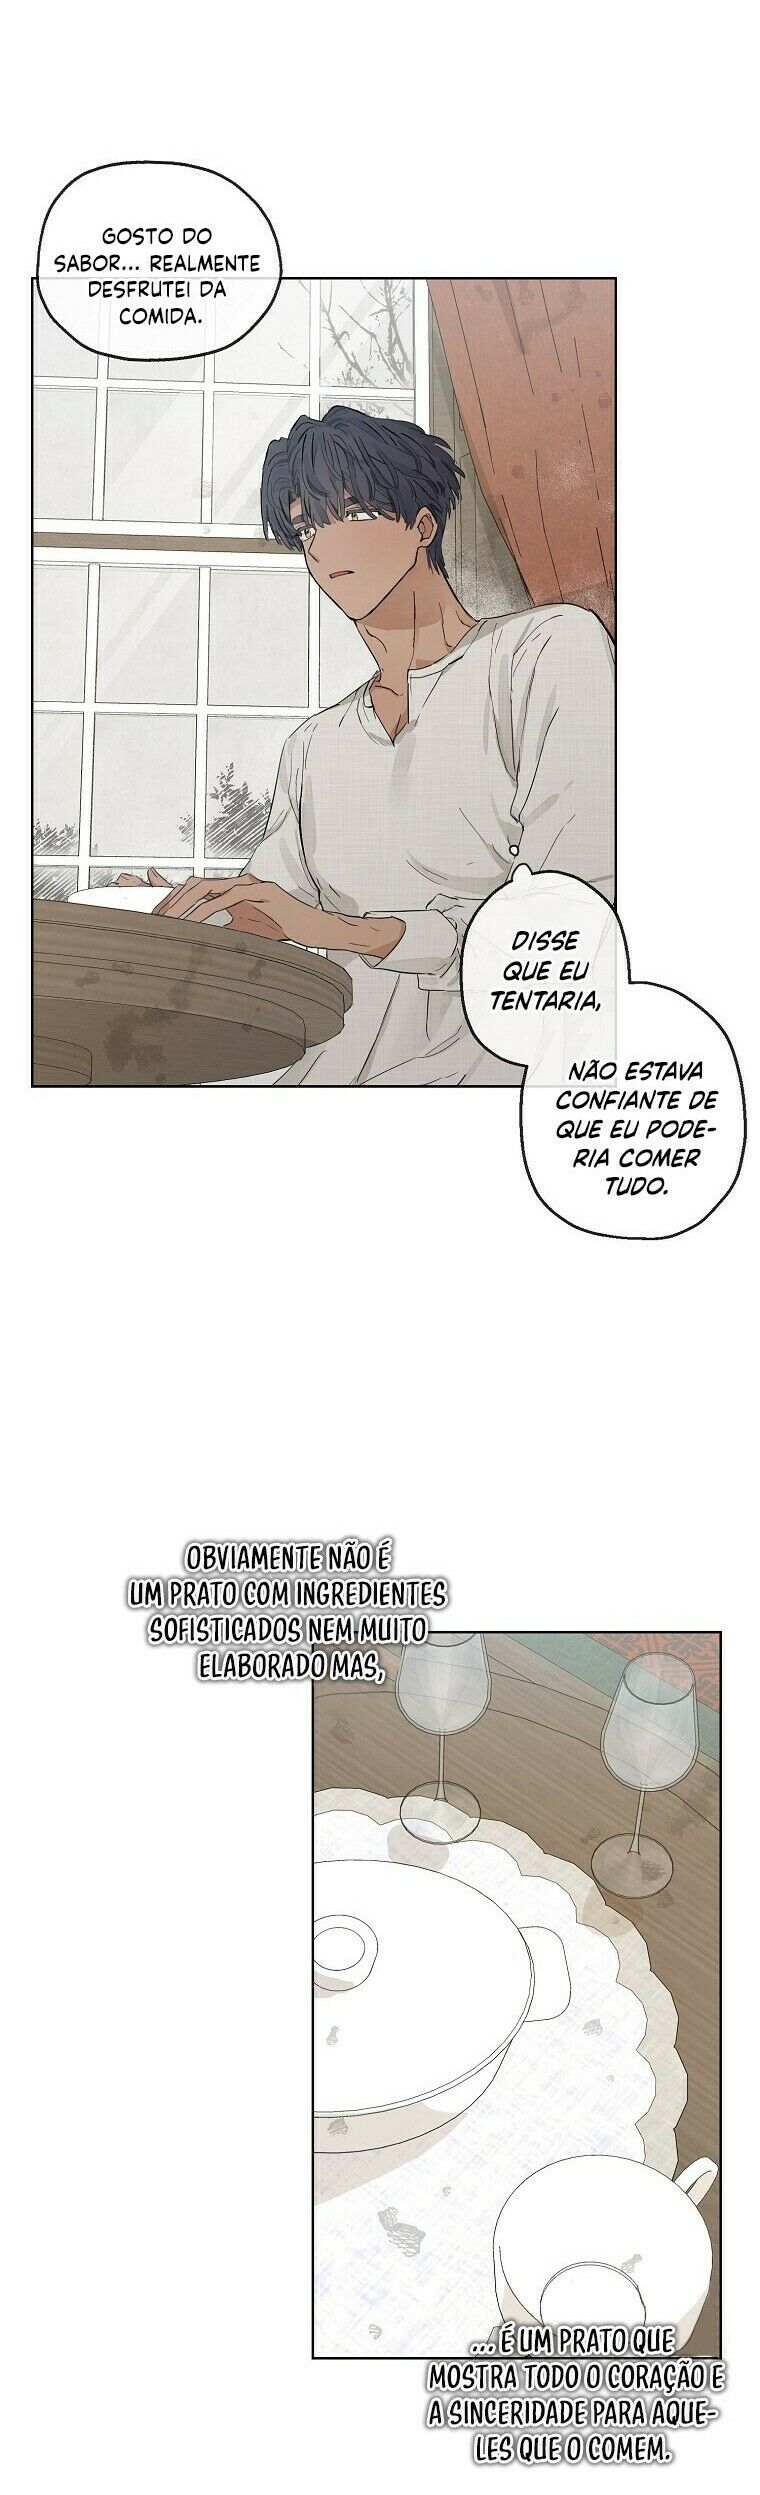 GOSTO DO
SABOR... REALMENTE
DESFRUTEI DA
COMIDA.
DISSE
QUE EU
TENTARIA,
NÃO ESTAVA
CONFIANTE DE
QUE EU PODE-
RIA COMER
TUDO.
OBVIAMENTE NÃO É
UM PRATO COM INGREDIENTES
SOFISTICADOS NEM MUITO
ELABORADO MAS,
... É UM PRATO QUE
MOSTRA TODO O CORAÇÃO E
A SINCERIDADE PARA AQUE-
LES QUE O COMEM.